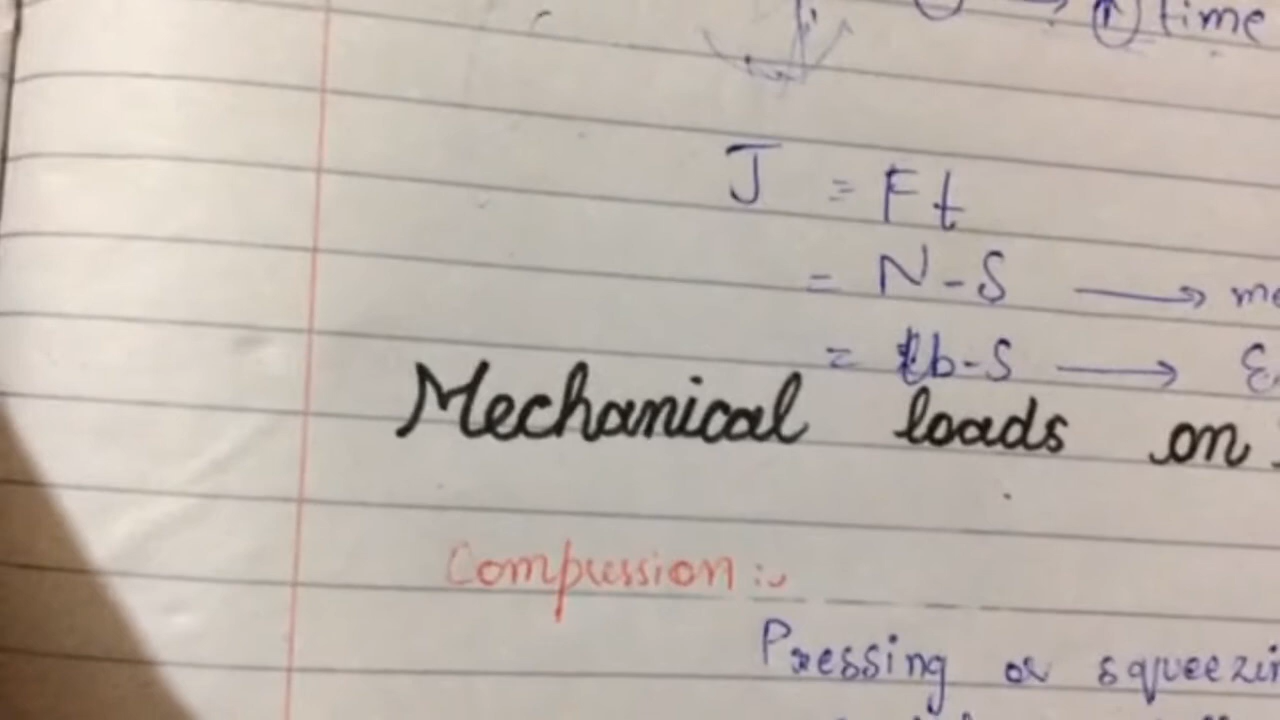 time
J = Ft
= N-S →
= lb-S →
Mechanical loads on
Compression :-
Pressing or